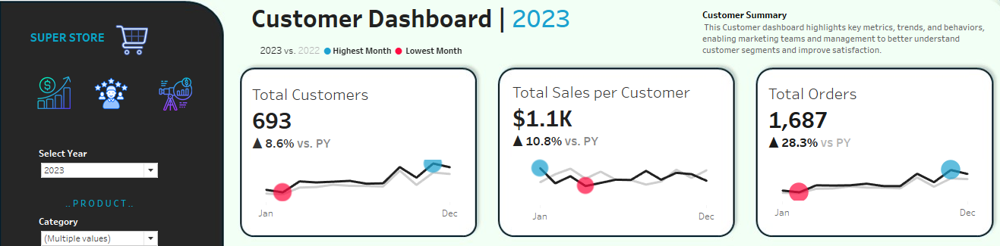 SUPER STORE
Select Year
2023
..PRODUCT..
Category
(Multiple values)
Customer Dashboard | 2023
2023 vs. 2022 Highest Month Lowest Month
Customer Summary
This Customer dashboard highlights key metrics, trends, and behaviors,
enabling marketing teams and management to better understand
customer segments and improve satisfaction.
Total Customers
693
▲ 8.6% vs. PY
Jan Dec
Total Sales per Customer
$1.1K
▲ 10.8% vs. PY
Jan Dec
Total Orders
1,687
▲ 28.3% vs PY
Jan Dec